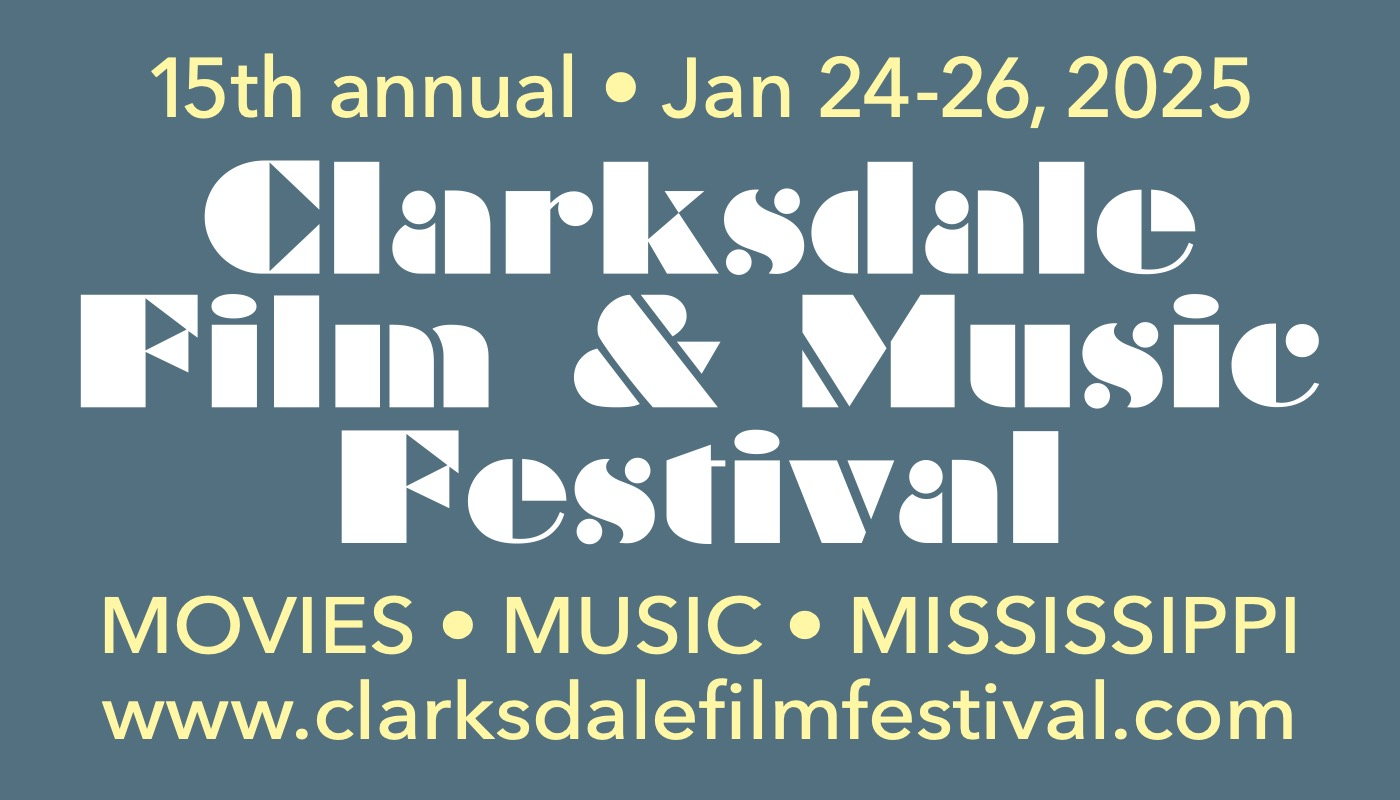 15th annual • Jan 24-26, 2025
Clarksdale
Film & Music
Festival
MOVIES • MUSIC • MISSISSIPPI
www.clarksdalefilmfestival.com